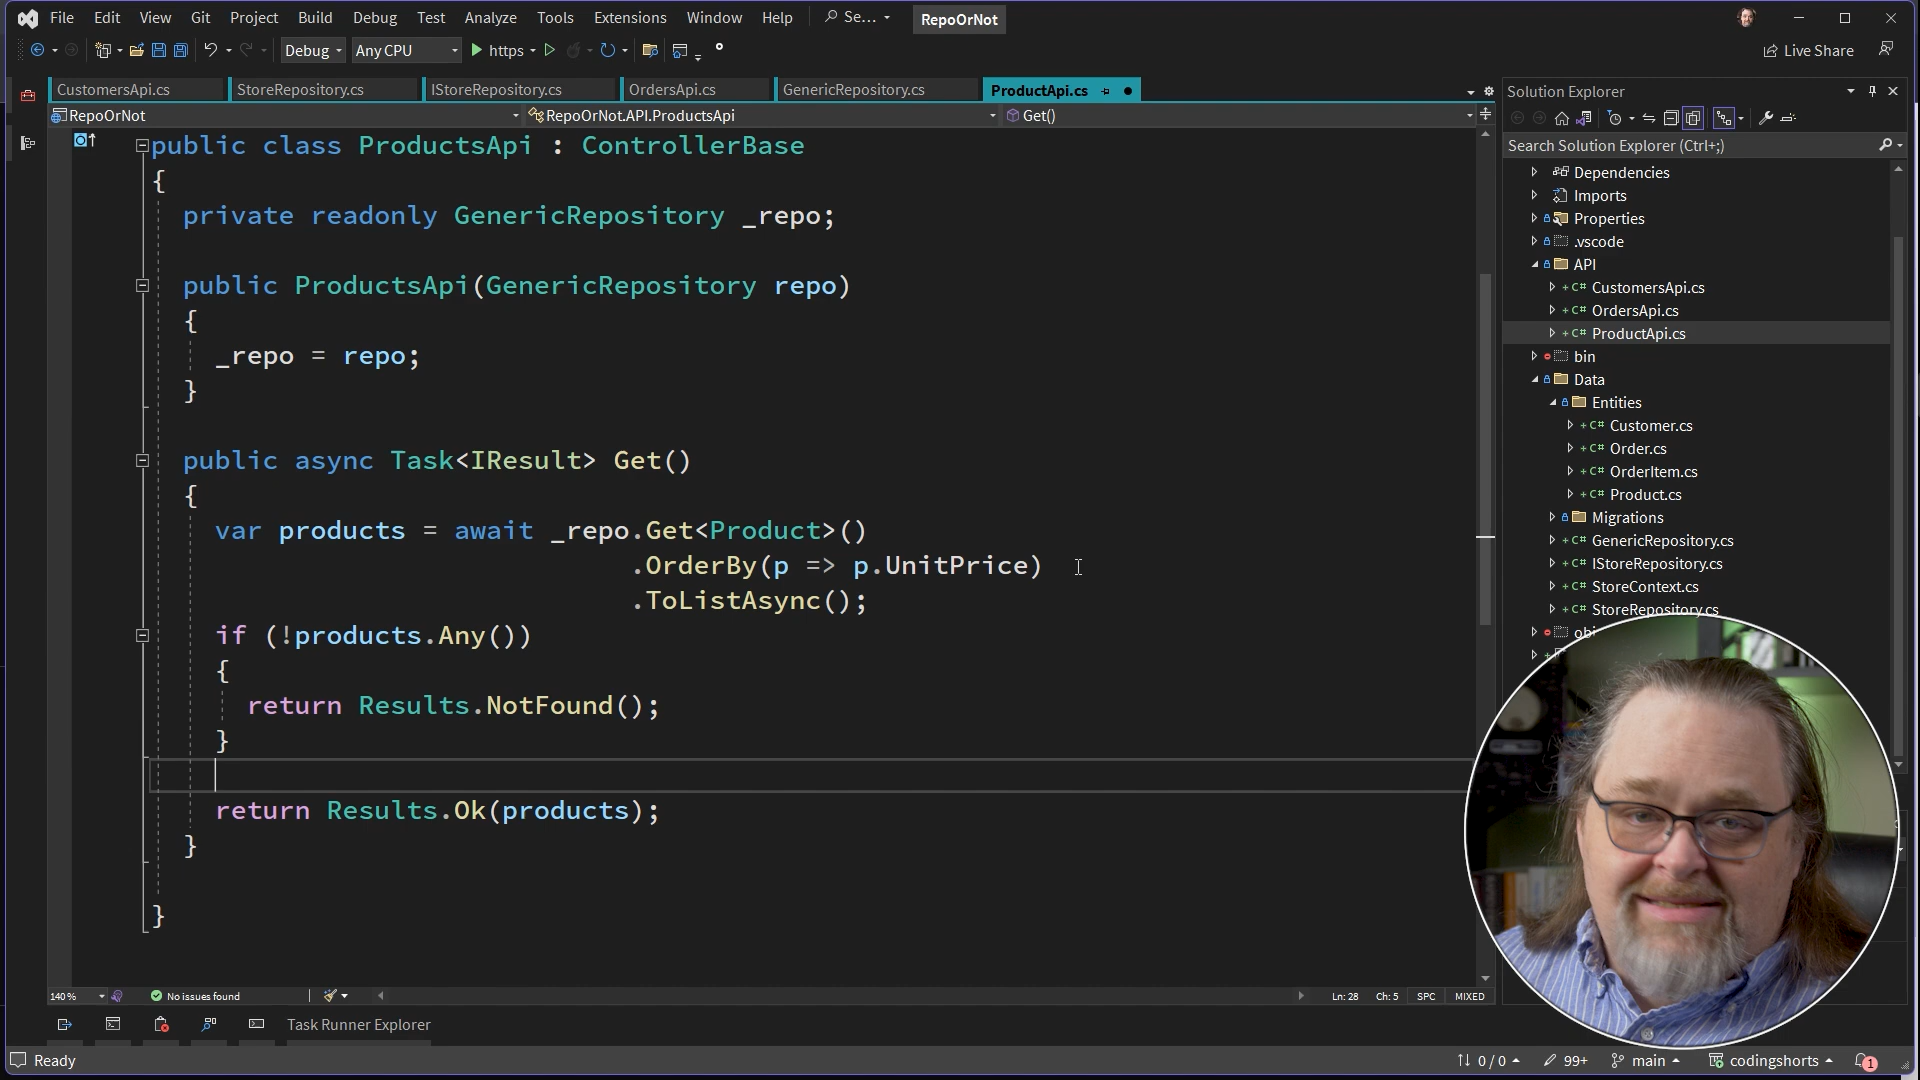 File Edit View Git Project Build Debug Test Analyze Tools Extensions Window Help Se... RepoOrNot
Debug Any CPU https Live Share
CustomersApi.cs StoreRepository.cs IStoreRepository.cs OrdersApi.cs GenericRepository.cs ProductApi.cs
RepoOrNot RepoOrNot.API.ProductsApi Get()
public class ProductsApi : ControllerBase
{
private readonly GenericRepository _repo;
public ProductsApi(GenericRepository repo)
{
_repo = repo;
}
public async Task<IResult> Get()
{
var products = await _repo.Get<Product>()
.OrderBy(p => p.UnitPrice)
.ToListAsync();
if (!products.Any())
{
return Results.NotFound();
}
return Results.Ok(products);
}
}
140 % No issues found Ln: 28 Ch: 5 SPC MIXED
Task Runner Explorer
Ready 0 / 0 99+ main codingshorts 1
Solution Explorer
Search Solution Explorer (Ctrl+;)
Dependencies
Imports
Properties
.vscode
API
C# CustomersApi.cs
C# OrdersApi.cs
C# ProductApi.cs
bin
Data
Entities
C# Customer.cs
C# Order.cs
C# OrderItem.cs
C# Product.cs
Migrations
C# GenericRepository.cs
C# IStoreRepository.cs
C# StoreContext.cs
C# StoreRepository.cs